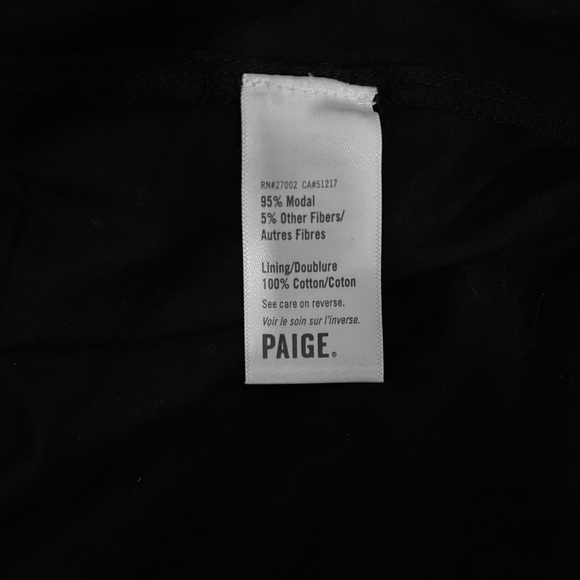 RN#27002 CA#51217
95% Modal
5% Other Fibers/
Autres Fibres
Lining/Doublure
100% Cotton/Coton
See care on reverse.
Voir le soin sur l'inverse.
PAIGE®